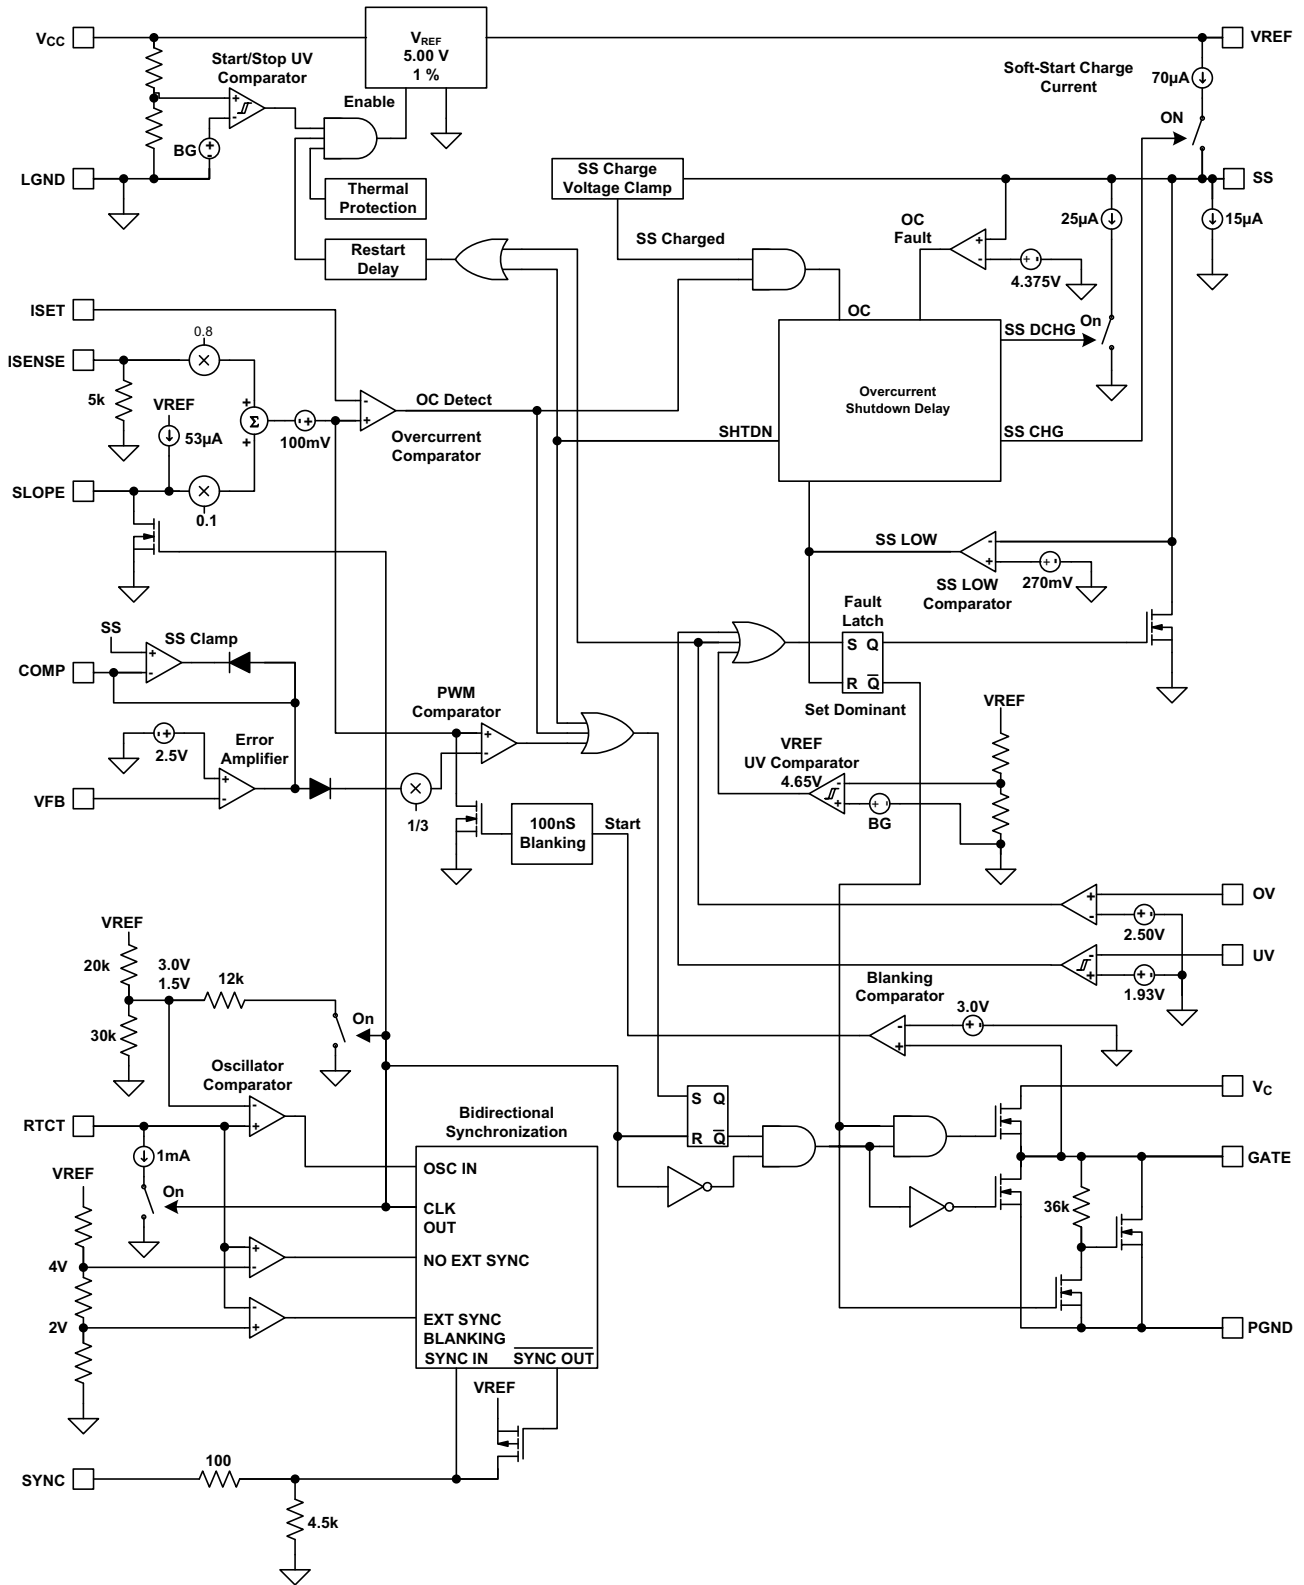 VCC
VREF
5.00 V
1 %
VREF
Start/Stop UV
Comparator
Soft-Start Charge
Current
70µA
Enable
+
-
ON
BG
+
-
SS Charge
Voltage Clamp
LGND
SS
Thermal
Protection
25µA
15µA
OC
Fault
SS Charged
Restart
Delay
+
-
+ -
4.375V
ISET
OC
On
0.8
SS DCHG
ISENSE
×
5k
VREF
+
Σ
+
- +
100mV
-
+
OC Detect
Overcurrent
Shutdown Delay
53µA
Overcurrent
Comparator
SHTDN
SS CHG
SLOPE
×
0.1
SS LOW
-
+
+ -
270mV
SS LOW
Comparator
Fault
Latch
SS
SS Clamp
+
-
COMP
S Q
R Q
Set Dominant
PWM
Comparator
VREF
- +
2.5V
Error
Amplifier
+
-
+
-
VREF
UV Comparator
4.65V
-
+
+ -
BG
VFB
×
1/3
100nS
Blanking
Start
OV
+
-
+ -
2.50V
VREF
20k
3.0V
1.5V
12k
UV
-
+
+ -
1.93V
Blanking
Comparator
3.0V
-
+
+ -
30k
On
Oscillator
Comparator
VC
-
+
S Q
R Q
RTCT
Bidirectional
Synchronization
1mA
OSC IN
GATE
VREF
On
CLK
OUT
36k
+
-
NO EXT SYNC
4V
-
+
EXT SYNC
BLANKING
2V
PGND
SYNC IN
SYNC OUT
VREF
100
SYNC
4.5k